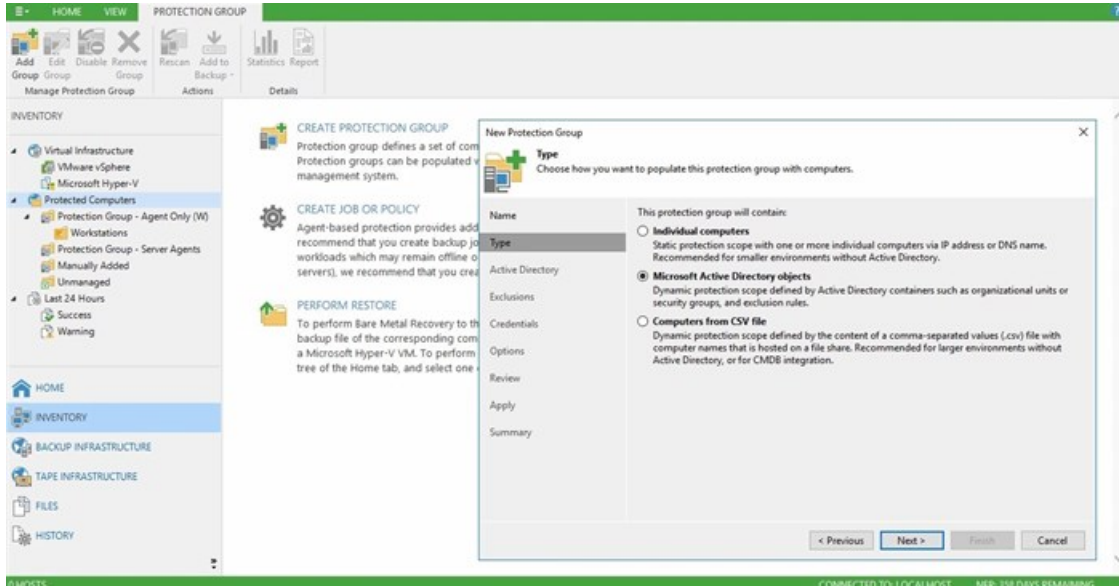 HOME VIEW PROTECTION GROUP
Add Group
Edit Group
Disable
Remove Group
Rescan
Add to Backup
Statistics
Report
Manage Protection Group
Actions
Details
INVENTORY
Virtual Infrastructure
VMware vSphere
Microsoft Hyper-V
Protected Computers
Protection Group - Agent Only (W)
Workstations
Protection Group - Server Agents
Manually Added
Unmanaged
Last 24 Hours
Success
Warning
HOME
INVENTORY
BACKUP INFRASTRUCTURE
TAPE INFRASTRUCTURE
FILES
HISTORY
CREATE PROTECTION GROUP
Protection group defines a set of com
Protection groups can be populated v
management system.
CREATE JOB OR POLICY
Agent-based protection provides add
recommend that you create backup jo
workloads which may remain offline o
servers), we recommend that you crea
PERFORM RESTORE
To perform Bare Metal Recovery to th
backup file of the corresponding com
a Microsoft Hyper-V VM. To perform
tree of the Home tab, and select one
New Protection Group
Type
Choose how you want to populate this protection group with computers.
Name
Type
Active Directory
Exclusions
Credentials
Options
Review
Apply
Summary
This protection group will contain:
Individual computers
Static protection scope with one or more individual computers via IP address or DNS name.
Recommended for smaller environments without Active Directory.
Microsoft Active Directory objects
Dynamic protection scope defined by Active Directory containers such as organizational units or
security groups, and exclusion rules.
Computers from CSV file
Dynamic protection scope defined by the content of a comma-separated values (.csv) file with
computer names that is hosted on a file share. Recommended for larger environments without
Active Directory, or for CMDB integration.
< Previous
Next >
Finish
Cancel
0 HOSTS
CONNECTED TO: LOCALHOST
NFR: 358 DAYS REMAINING